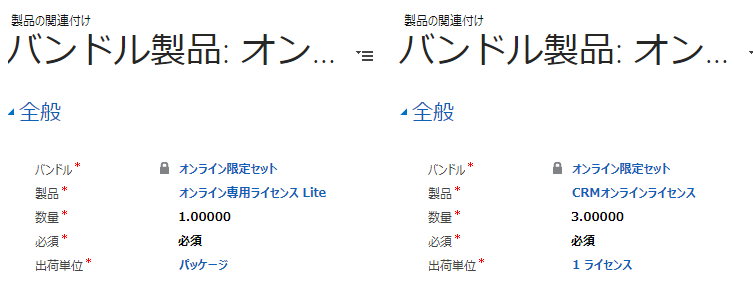 製品の関連付け
バンドル製品: オン...
全般
バンドル* オンライン限定セット
製品* オンライン専用ライセンス Lite
数量* 1.00000
必須* 必須
出荷単位* パッケージ
製品の関連付け
バンドル製品: オン...
全般
バンドル* オンライン限定セット
製品* CRMオンラインライセンス
数量* 3.00000
必須* 必須
出荷単位* 1 ライセンス